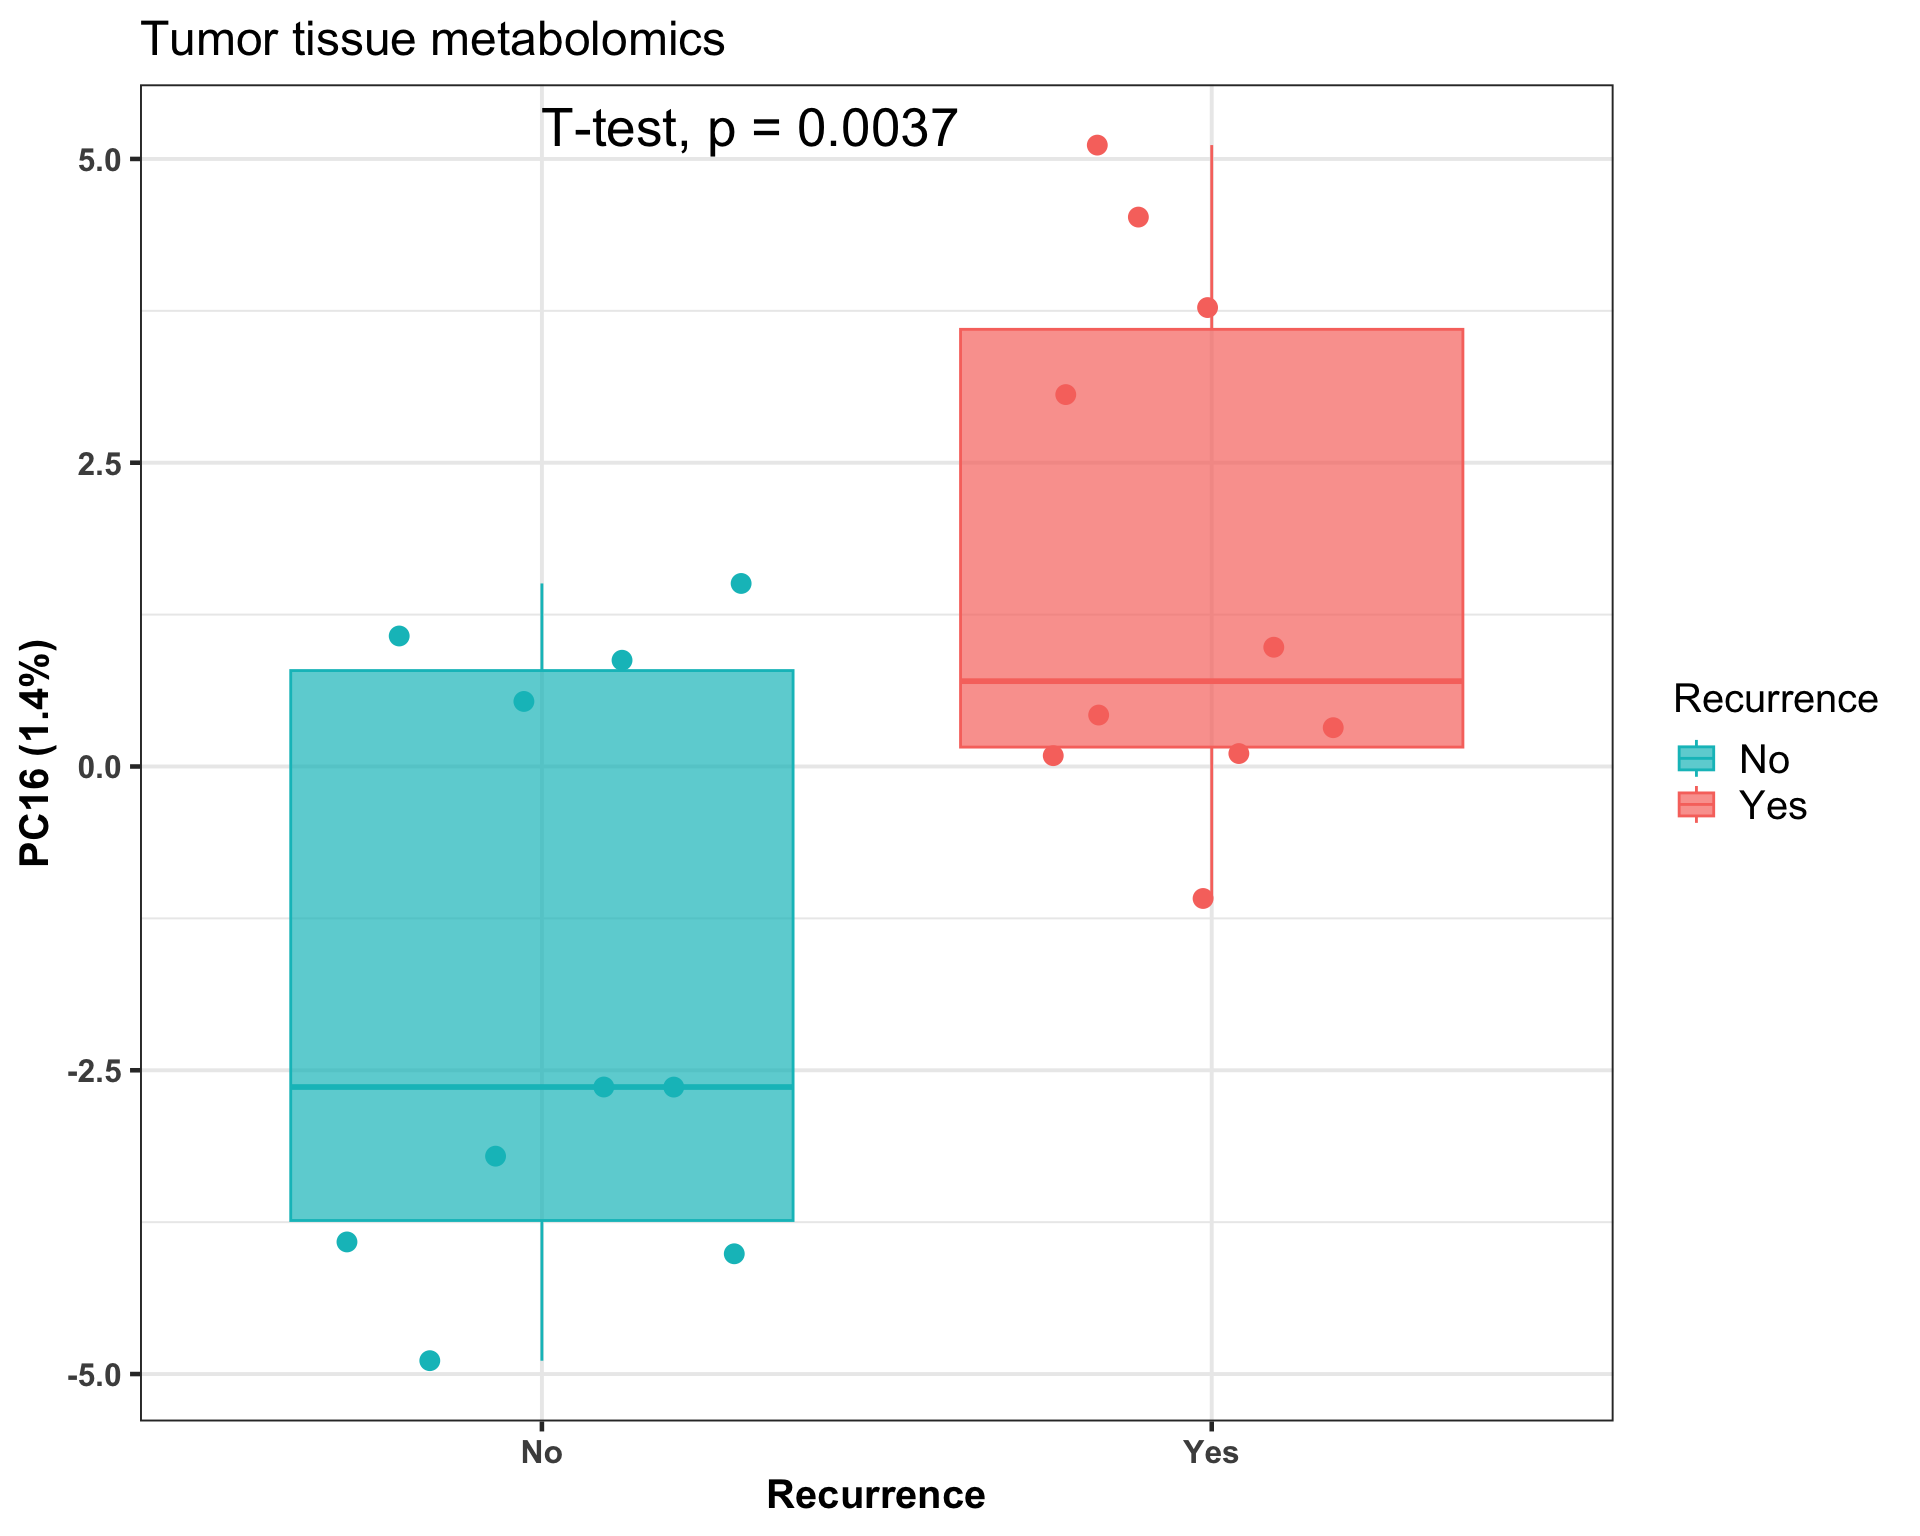 Tumor tissue metabolomics
T-test, p = 0.0037
5.0
2.5
0.0
-2.5
-5.0
PC16 (1.4%)
No
Yes
Recurrence
Recurrence
No
Yes